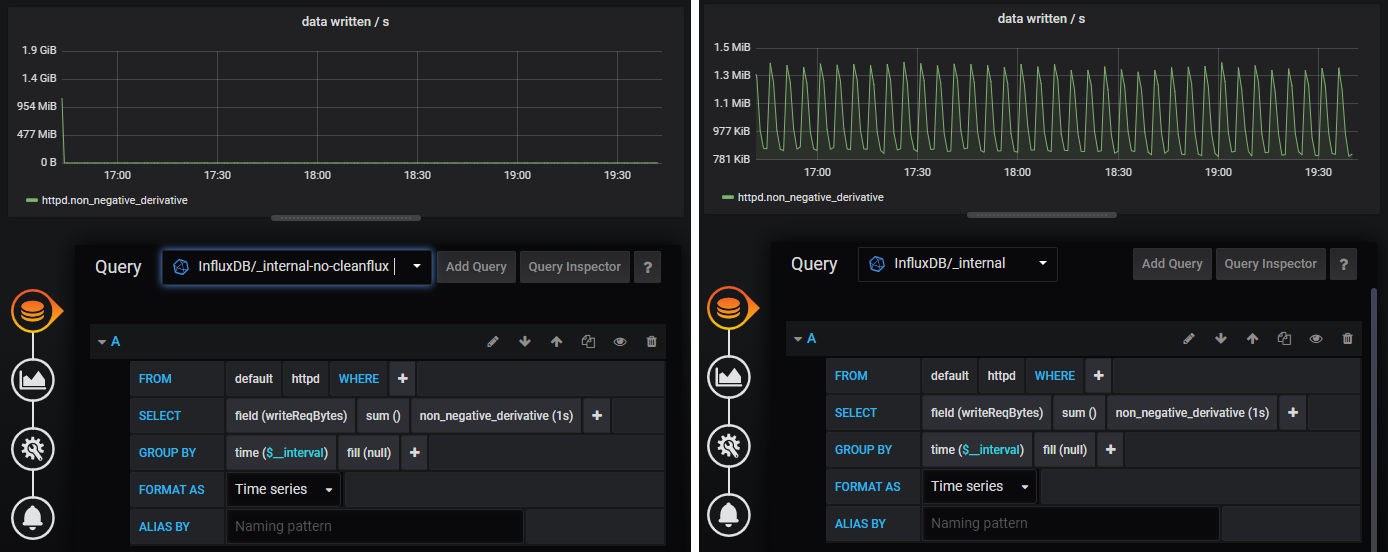 data written / s
1.9 GiB
1.4 GiB
954 MiB
477 MiB
0 B
17:00 17:30 18:00 18:30 19:00 19:30
httpd.non_negative_derivative
Query InfluxDB/_internal-no-cleanflux Add Query Query Inspector ?
A
FROM default httpd WHERE +
SELECT field (writeReqBytes) sum () non_negative_derivative (1s) +
GROUP BY time ($__interval) fill (null) +
FORMAT AS Time series
ALIAS BY Naming pattern
data written / s
1.5 MiB
1.3 MiB
1.1 MiB
977 KiB
781 KiB
17:00 17:30 18:00 18:30 19:00 19:30
httpd.non_negative_derivative
Query InfluxDB/_internal Add Query Query Inspector ?
A
FROM default httpd WHERE +
SELECT field (writeReqBytes) sum () non_negative_derivative (1s) +
GROUP BY time ($__interval) fill (null) +
FORMAT AS Time series
ALIAS BY Naming pattern